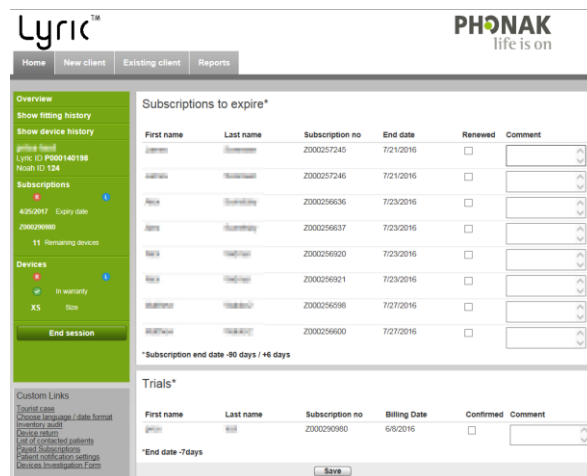 Lyric™
PHONAK
life is on
Home New client Existing client Reports
Overview
Show fitting history
Show device history
Lyric ID P000140198
Noah ID 124
Subscriptions
4/25/2017 Expiry date
Z000290980
11 Remaining devices
Devices
In warranty
XS Size
End session
Custom Links
Tourist case
Choose language / date format
Inventory audit
Device return
List of contacted patients
Payed Subscriptions
Patient notification settings
Devices Investigation Form
Subscriptions to expire*
First name Last name Subscription no End date Renewed Comment
Z000257245 7/21/2016
Z000257246 7/21/2016
Z000256636 7/23/2016
Z000256637 7/23/2016
Z000256920 7/23/2016
Z000256921 7/23/2016
Z000256598 7/27/2016
Z000256600 7/27/2016
*Subscription end date -90 days / +6 days
Trials*
First name Last name Subscription no Billing Date Confirmed Comment
Z000290980 6/8/2016
*End date -7days
Save